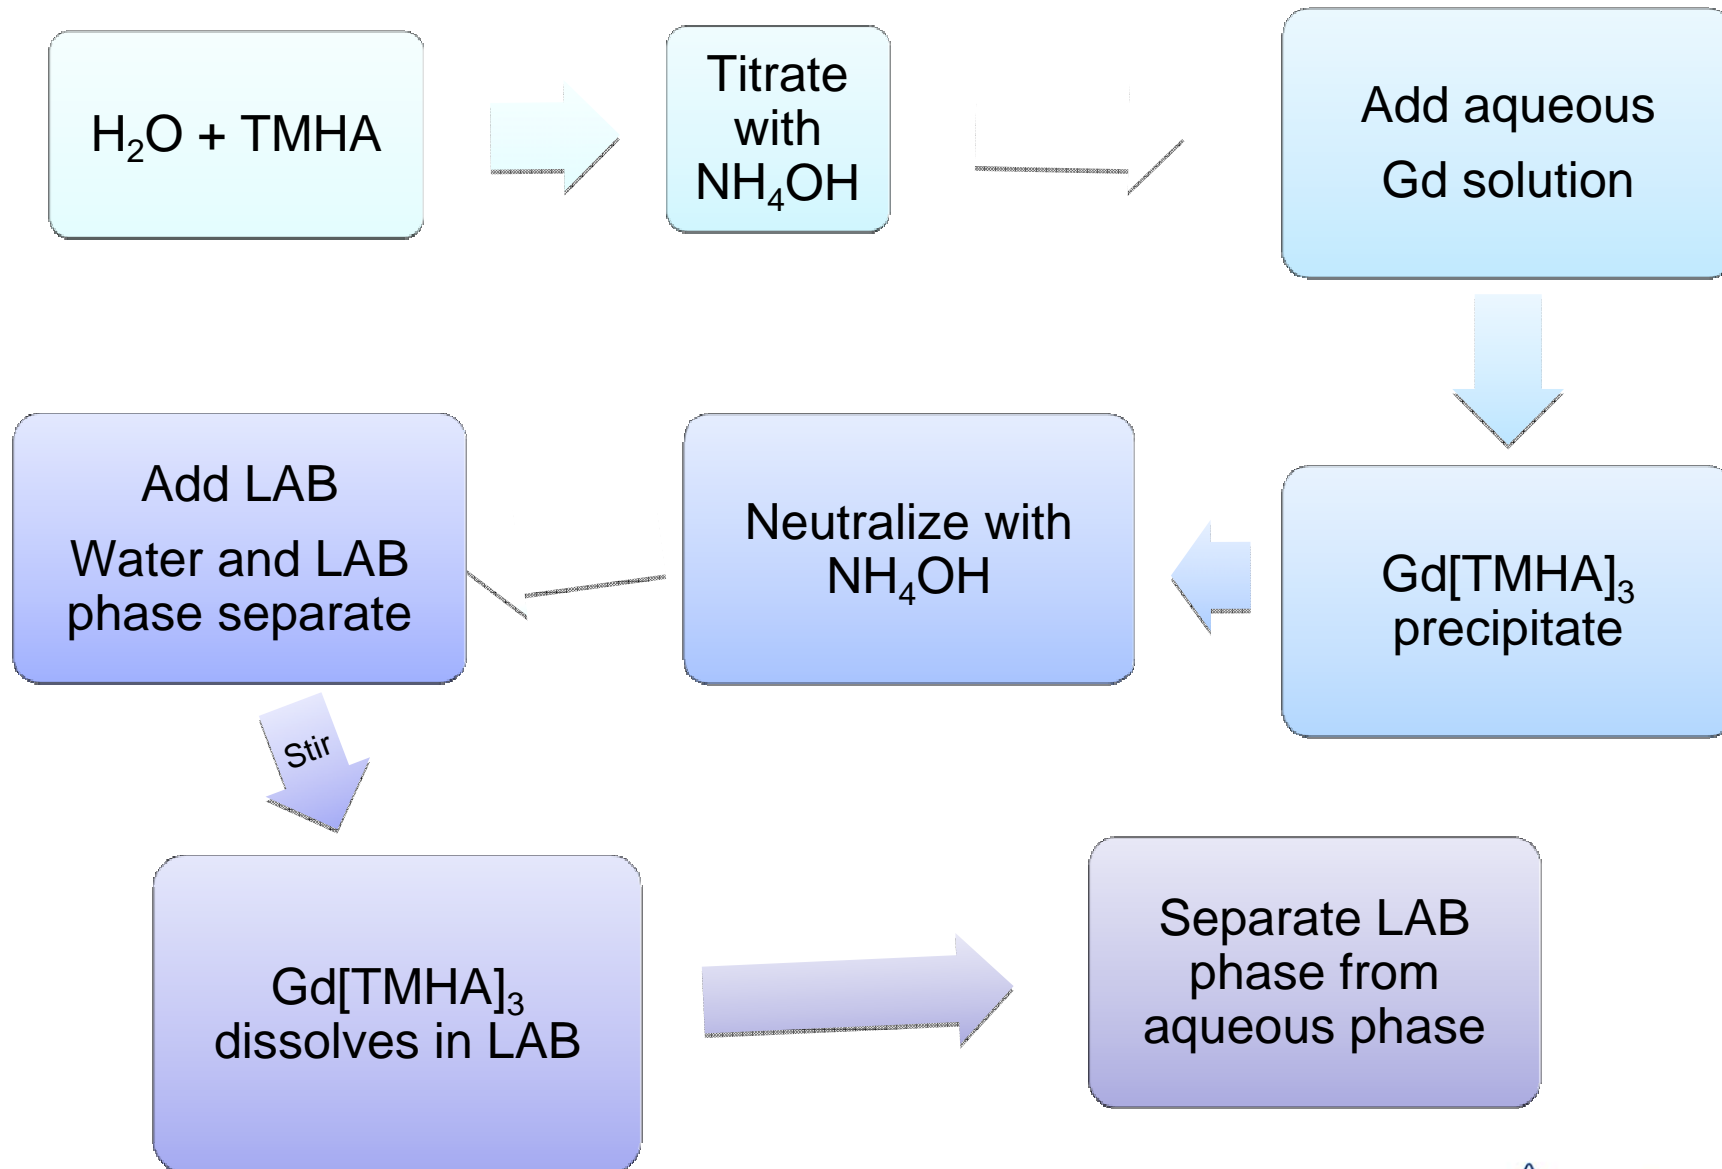 H₂O + TMHA
Titrate
with
NH₄OH
Add aqueous
Gd solution
Gd[TMHA]₃
precipitate
Neutralize with
NH₄OH
Add LAB
Water and LAB
phase separate
Stir
Gd[TMHA]₃
dissolves in LAB
Separate LAB
phase from
aqueous phase